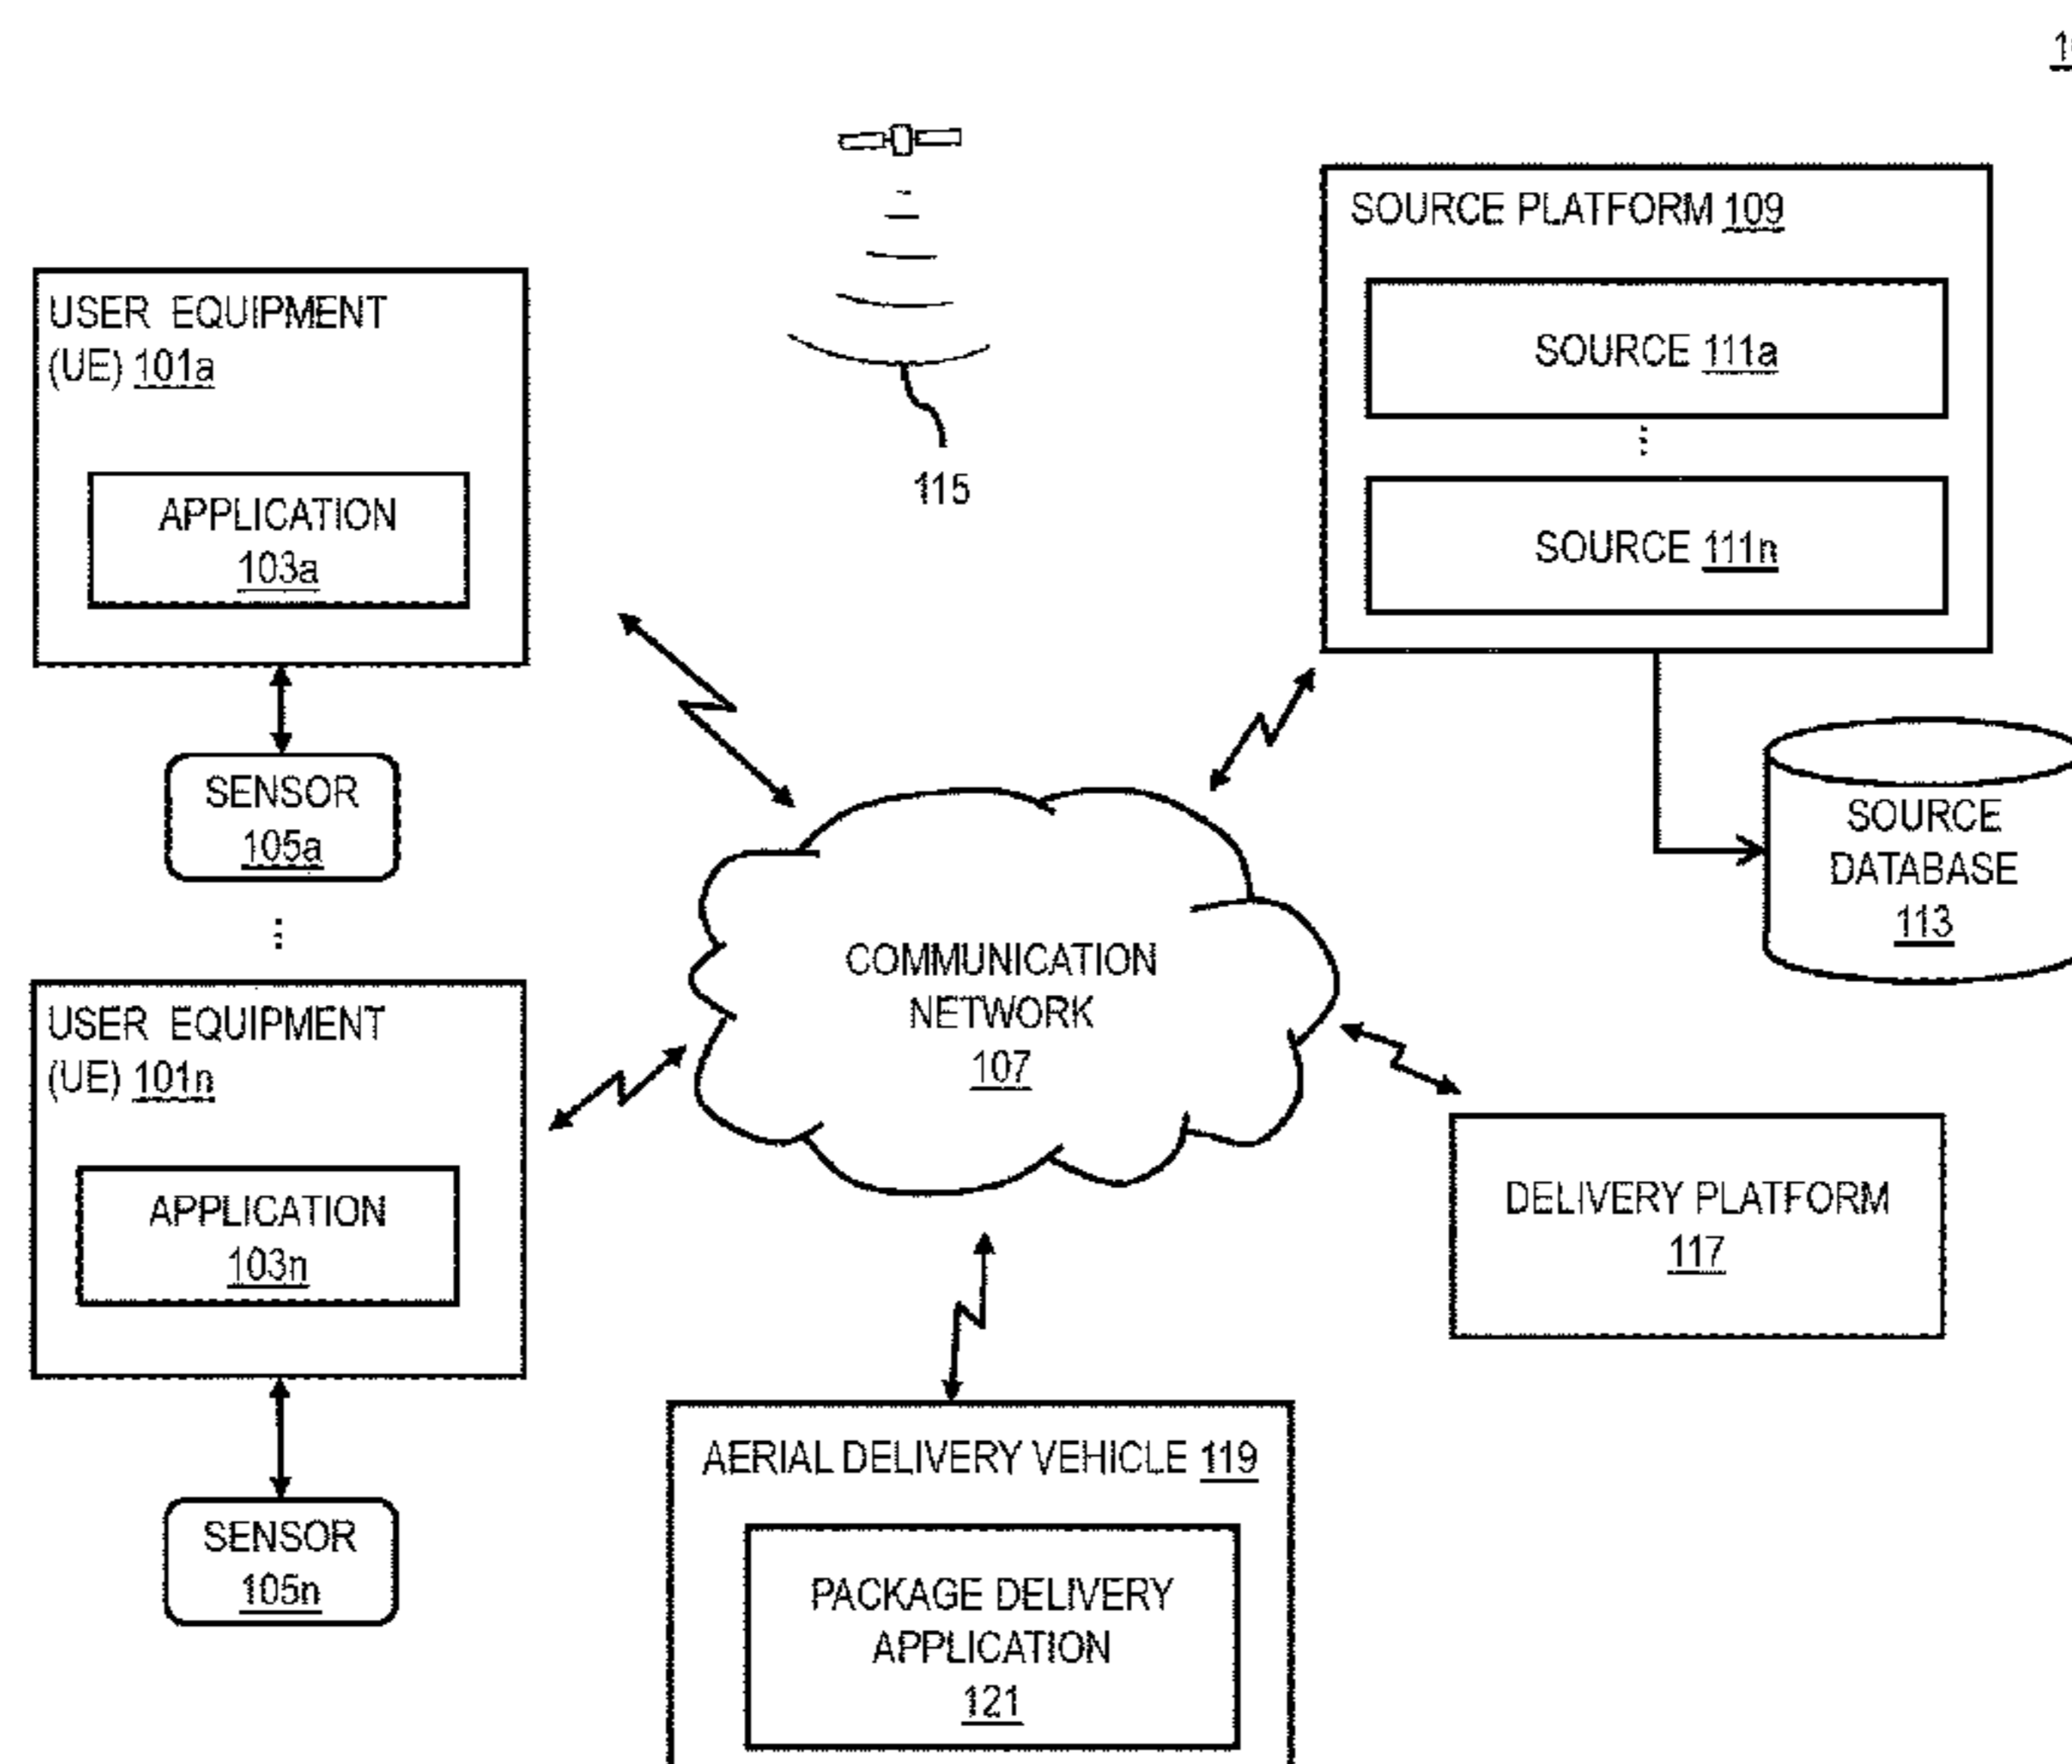 USER EQUIPMENT
(UE) 101a
APPLICATION
103a
SENSOR
105a
USER EQUIPMENT
(UE) 101n
APPLICATION
103n
SENSOR
105n
115
SOURCE PLATFORM 109
SOURCE 111a
SOURCE 111n
SOURCE
DATABASE
113
COMMUNICATION
NETWORK
107
DELIVERY PLATFORM
117
AERIAL DELIVERY VEHICLE 119
PACKAGE DELIVERY
APPLICATION
121